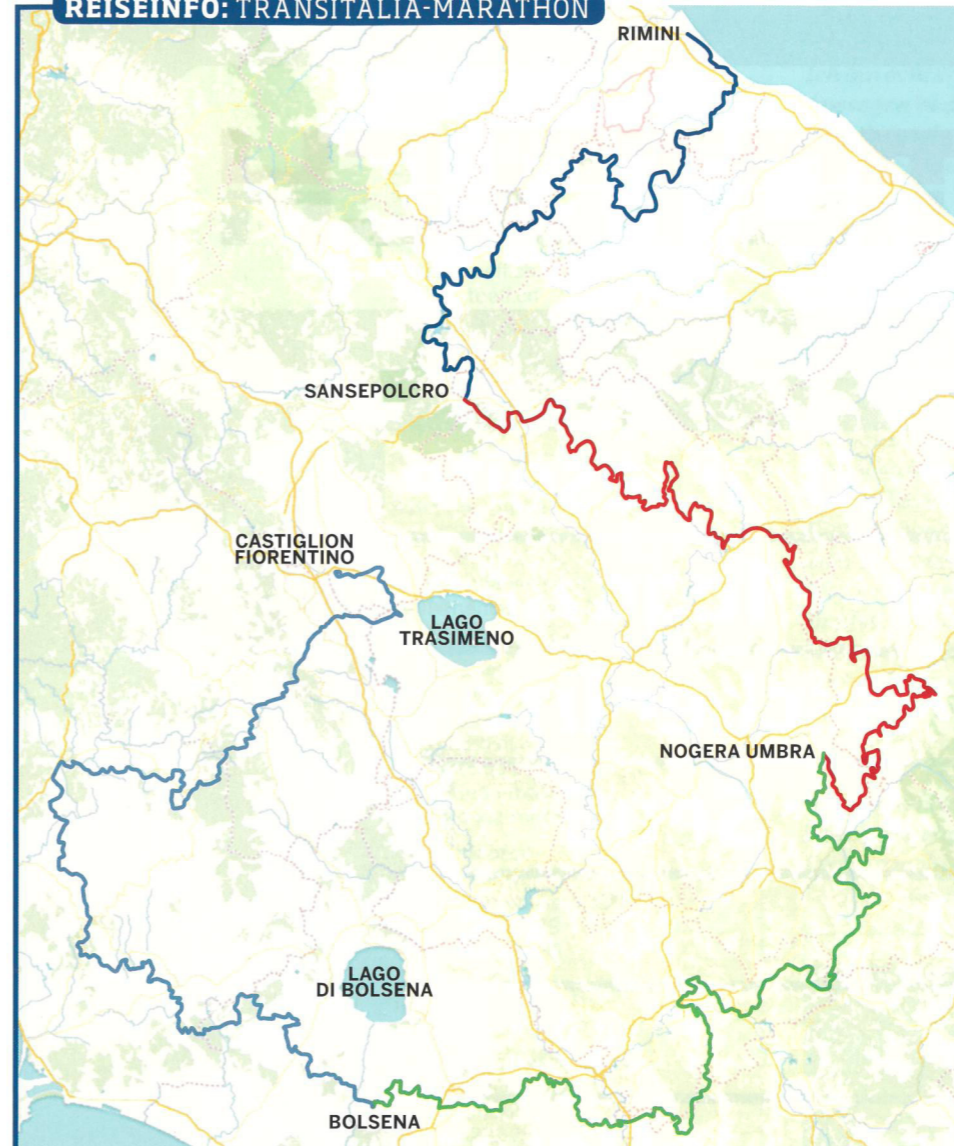 REISEINFO: TRANSITALIA-MARATHON
RIMINI
SANSEPOLCRO
CASTIGLION
FIORENTINO
LAGO
TRASIMENO
NOGERA UMBRA
LAGO
DI BOLSENA
BOLSENA